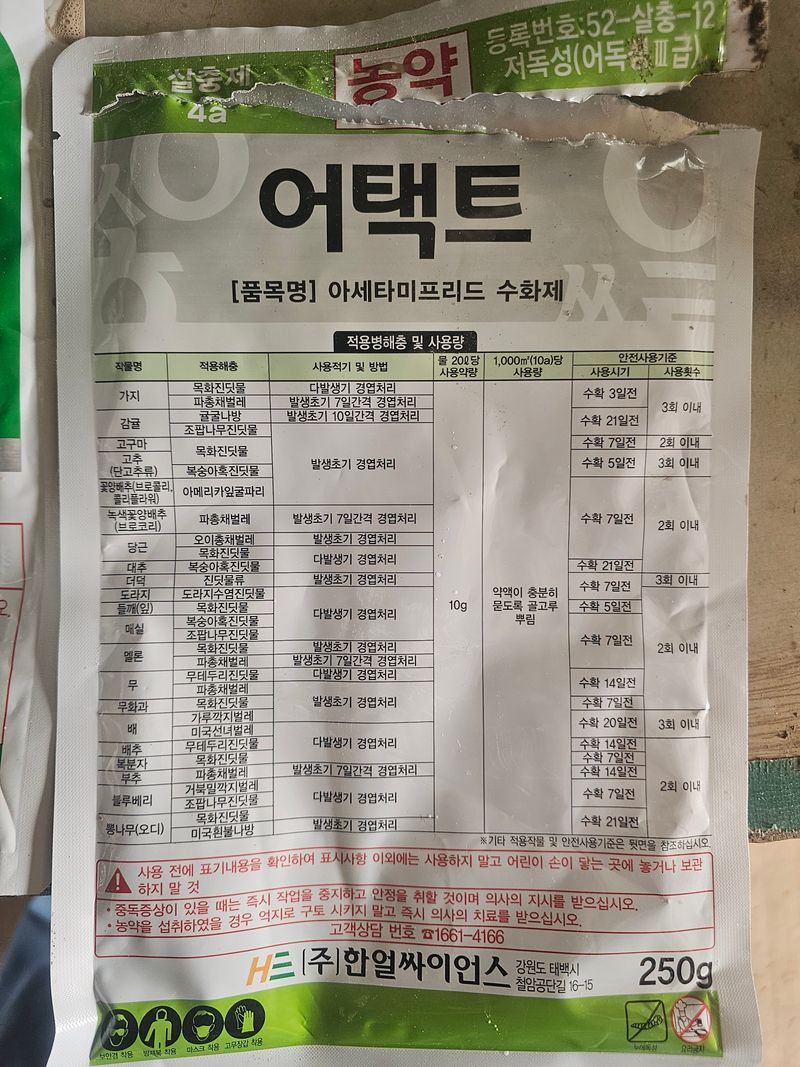 살충제
4a
농약
등록번호:52-살충-12
저독성(어독성Ⅲ급)
어택트
[품목명] 아세타미프리드 수화제
적용병해충 및 사용량
작물명 적용해충 사용적기 및 방법 물 20ℓ당 사용약량 1,000㎡(10a)당 사용량 안전사용기준
사용시기 사용횟수
가지 목화진딧물 다발생기 경엽처리 10g 약액이 충분히 묻도록 골고루 뿌림 수확 3일전 3회 이내
파총채벌레 발생초기 7일간격 경엽처리
감귤 귤굴나방 발생초기 10일간격 경엽처리 수확 21일전
조팝나무진딧물 발생초기 경엽처리
고구마 목화진딧물 수확 7일전 2회 이내
고추(단고추류) 수확 5일전 3회 이내
복숭아혹진딧물
꽃양배추(브로콜리, 콜리플라워) 아메리카잎굴파리 수확 7일전 2회 이내
녹색꽃양배추(브로코리) 파총채벌레 발생초기 7일간격 경엽처리
당근 오이총채벌레 발생초기 경엽처리
목화진딧물 다발생기 경엽처리
대추 복숭아혹진딧물 수확 21일전
더덕 진딧물류 발생초기 경엽처리 수확 7일전 3회 이내
도라지 도라지수염진딧물 다발생기 경엽처리 2회 이내
들깨(잎) 목화진딧물 수확 5일전
매실 복숭아혹진딧물 수확 7일전
조팝나무진딧물
멜론 목화진딧물 발생초기 경엽처리
파총채벌레 발생초기 7일간격 경엽처리
무 무테두리진딧물 다발생기 경엽처리 수확 14일전
파총채벌레 발생초기 경엽처리
무화과 목화진딧물 수확 7일전
배 가루깍지벌레 수확 20일전 3회 이내
미국선녀벌레 다발생기 경엽처리
배추 무테두리진딧물 수확 14일전 2회 이내
복분자 목화진딧물 수확 7일전
부추 파총채벌레 발생초기 7일간격 경엽처리 수확 14일전
블루베리 거북밀깍지벌레 다발생기 경엽처리 수확 7일전
조팝나무진딧물
뽕나무(오디) 목화진딧물 발생초기 경엽처리 수확 21일전
미국흰불나방
※기타 적용작물 및 안전사용기준은 뒷면을 참조하십시오
사용 전에 표기내용을 확인하여 표시사항 이외에는 사용하지 말고 어린이 손이 닿는 곳에 놓거나 보관
하지 말 것
• 중독증상이 있을 때는 즉시 작업을 중지하고 안정을 취할 것이며 의사의 지시를 받으십시오.
• 농약을 섭취하였을 경우 억지로 구토 시키지 말고 즉시 의사의 치료를 받으십시오.
고객상담 번호 ☎1661-4166
(주)한얼싸이언스
강원도 태백시
철암공단길 16-15
250g
보안경 착용 방제복 착용 마스크 착용 고무장갑 착용
누에독성